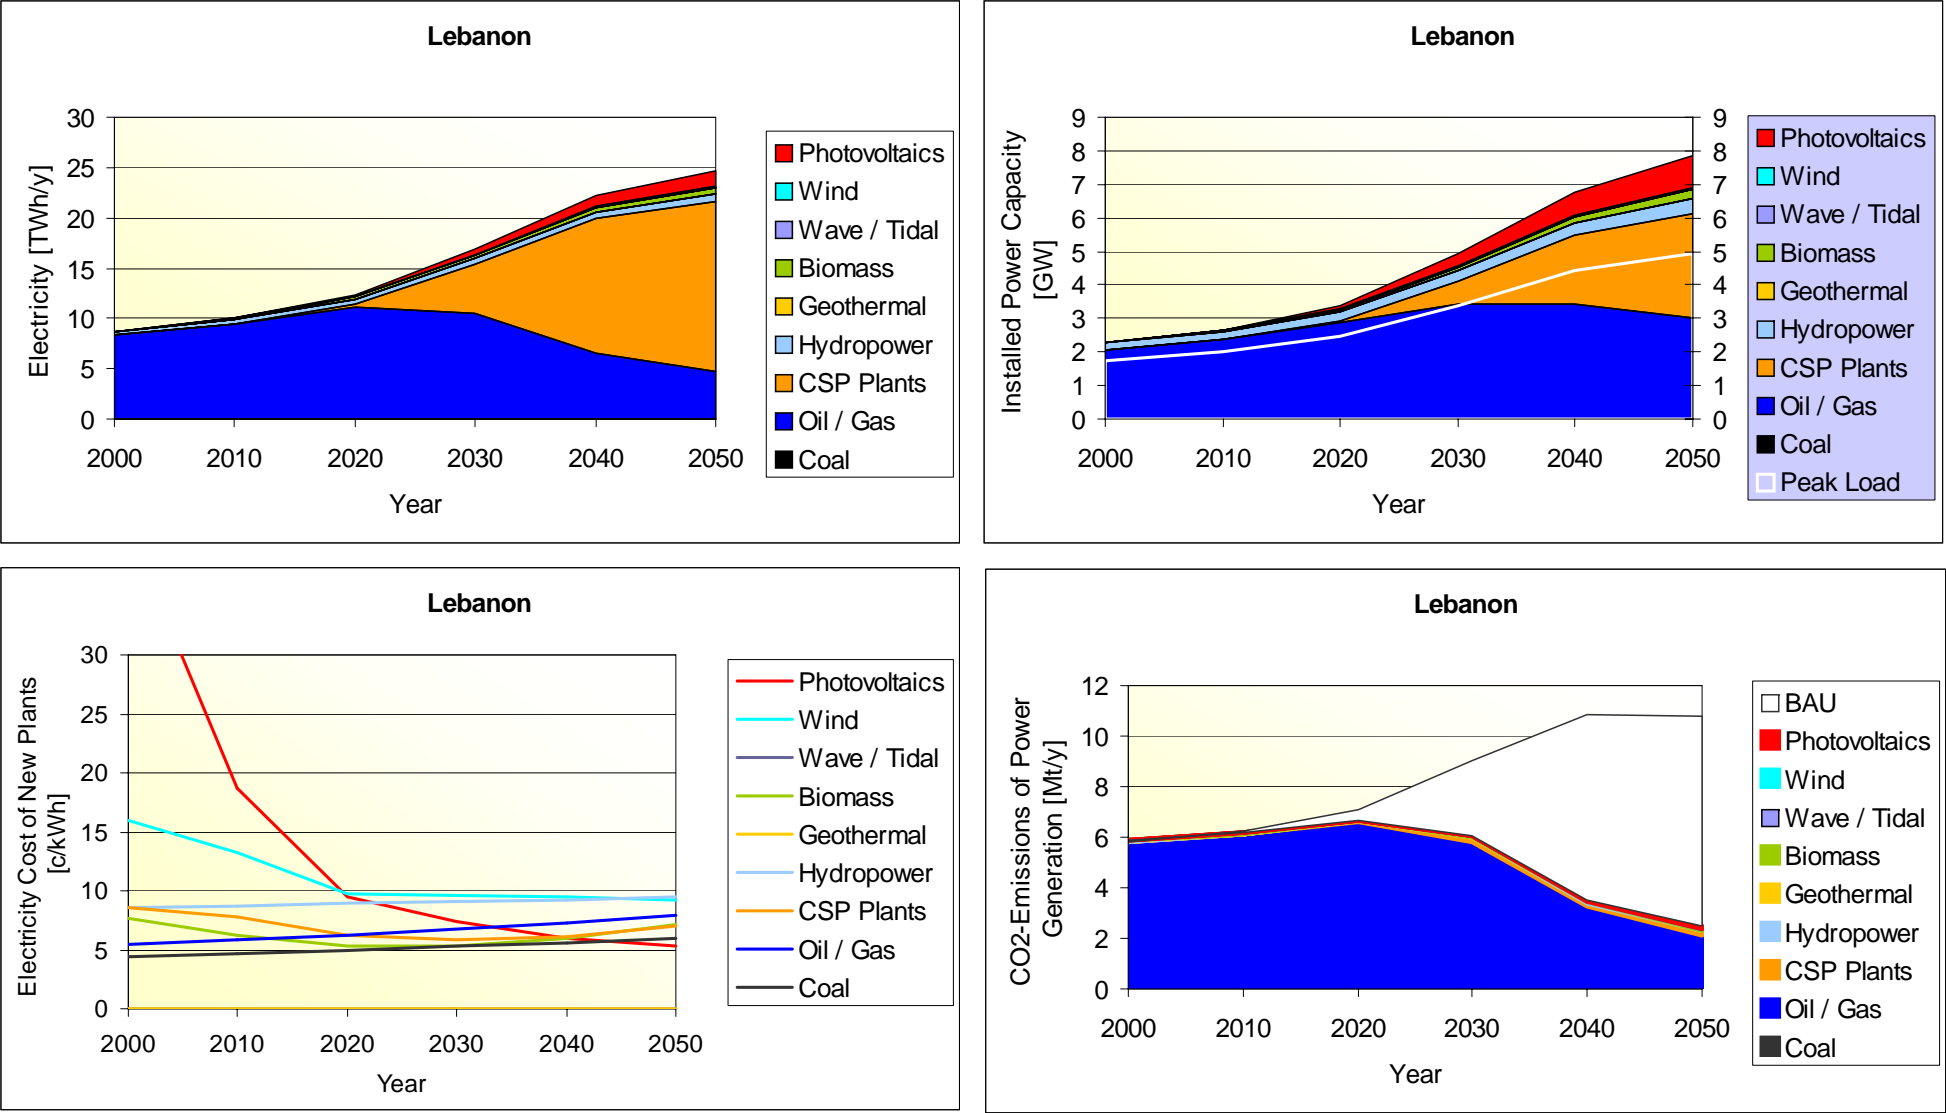 Lebanon
Electricity [TWh/y]
30
25
20
15
10
5
0
2000 2010 2020 2030 2040 2050
Year
Photovoltaics
Wind
Wave / Tidal
Biomass
Geothermal
Hydropower
CSP Plants
Oil / Gas
Coal
Lebanon
Installed Power Capacity
[GW]
9 9
8 8
7 7
6 6
5 5
4 4
3 3
2 2
1 1
0 0
2000 2010 2020 2030 2040 2050
Year
Photovoltaics
Wind
Wave / Tidal
Biomass
Geothermal
Hydropower
CSP Plants
Oil / Gas
Coal
Peak Load
Lebanon
Electricity Cost of New Plants
[c/kWh]
30
25
20
15
10
5
0
2000 2010 2020 2030 2040 2050
Year
Photovoltaics
Wind
Wave / Tidal
Biomass
Geothermal
Hydropower
CSP Plants
Oil / Gas
Coal
Lebanon
CO2-Emissions of Power
Generation [Mt/y]
12
10
8
6
4
2
0
2000 2010 2020 2030 2040 2050
Year
BAU
Photovoltaics
Wind
Wave / Tidal
Biomass
Geothermal
Hydropower
CSP Plants
Oil / Gas
Coal